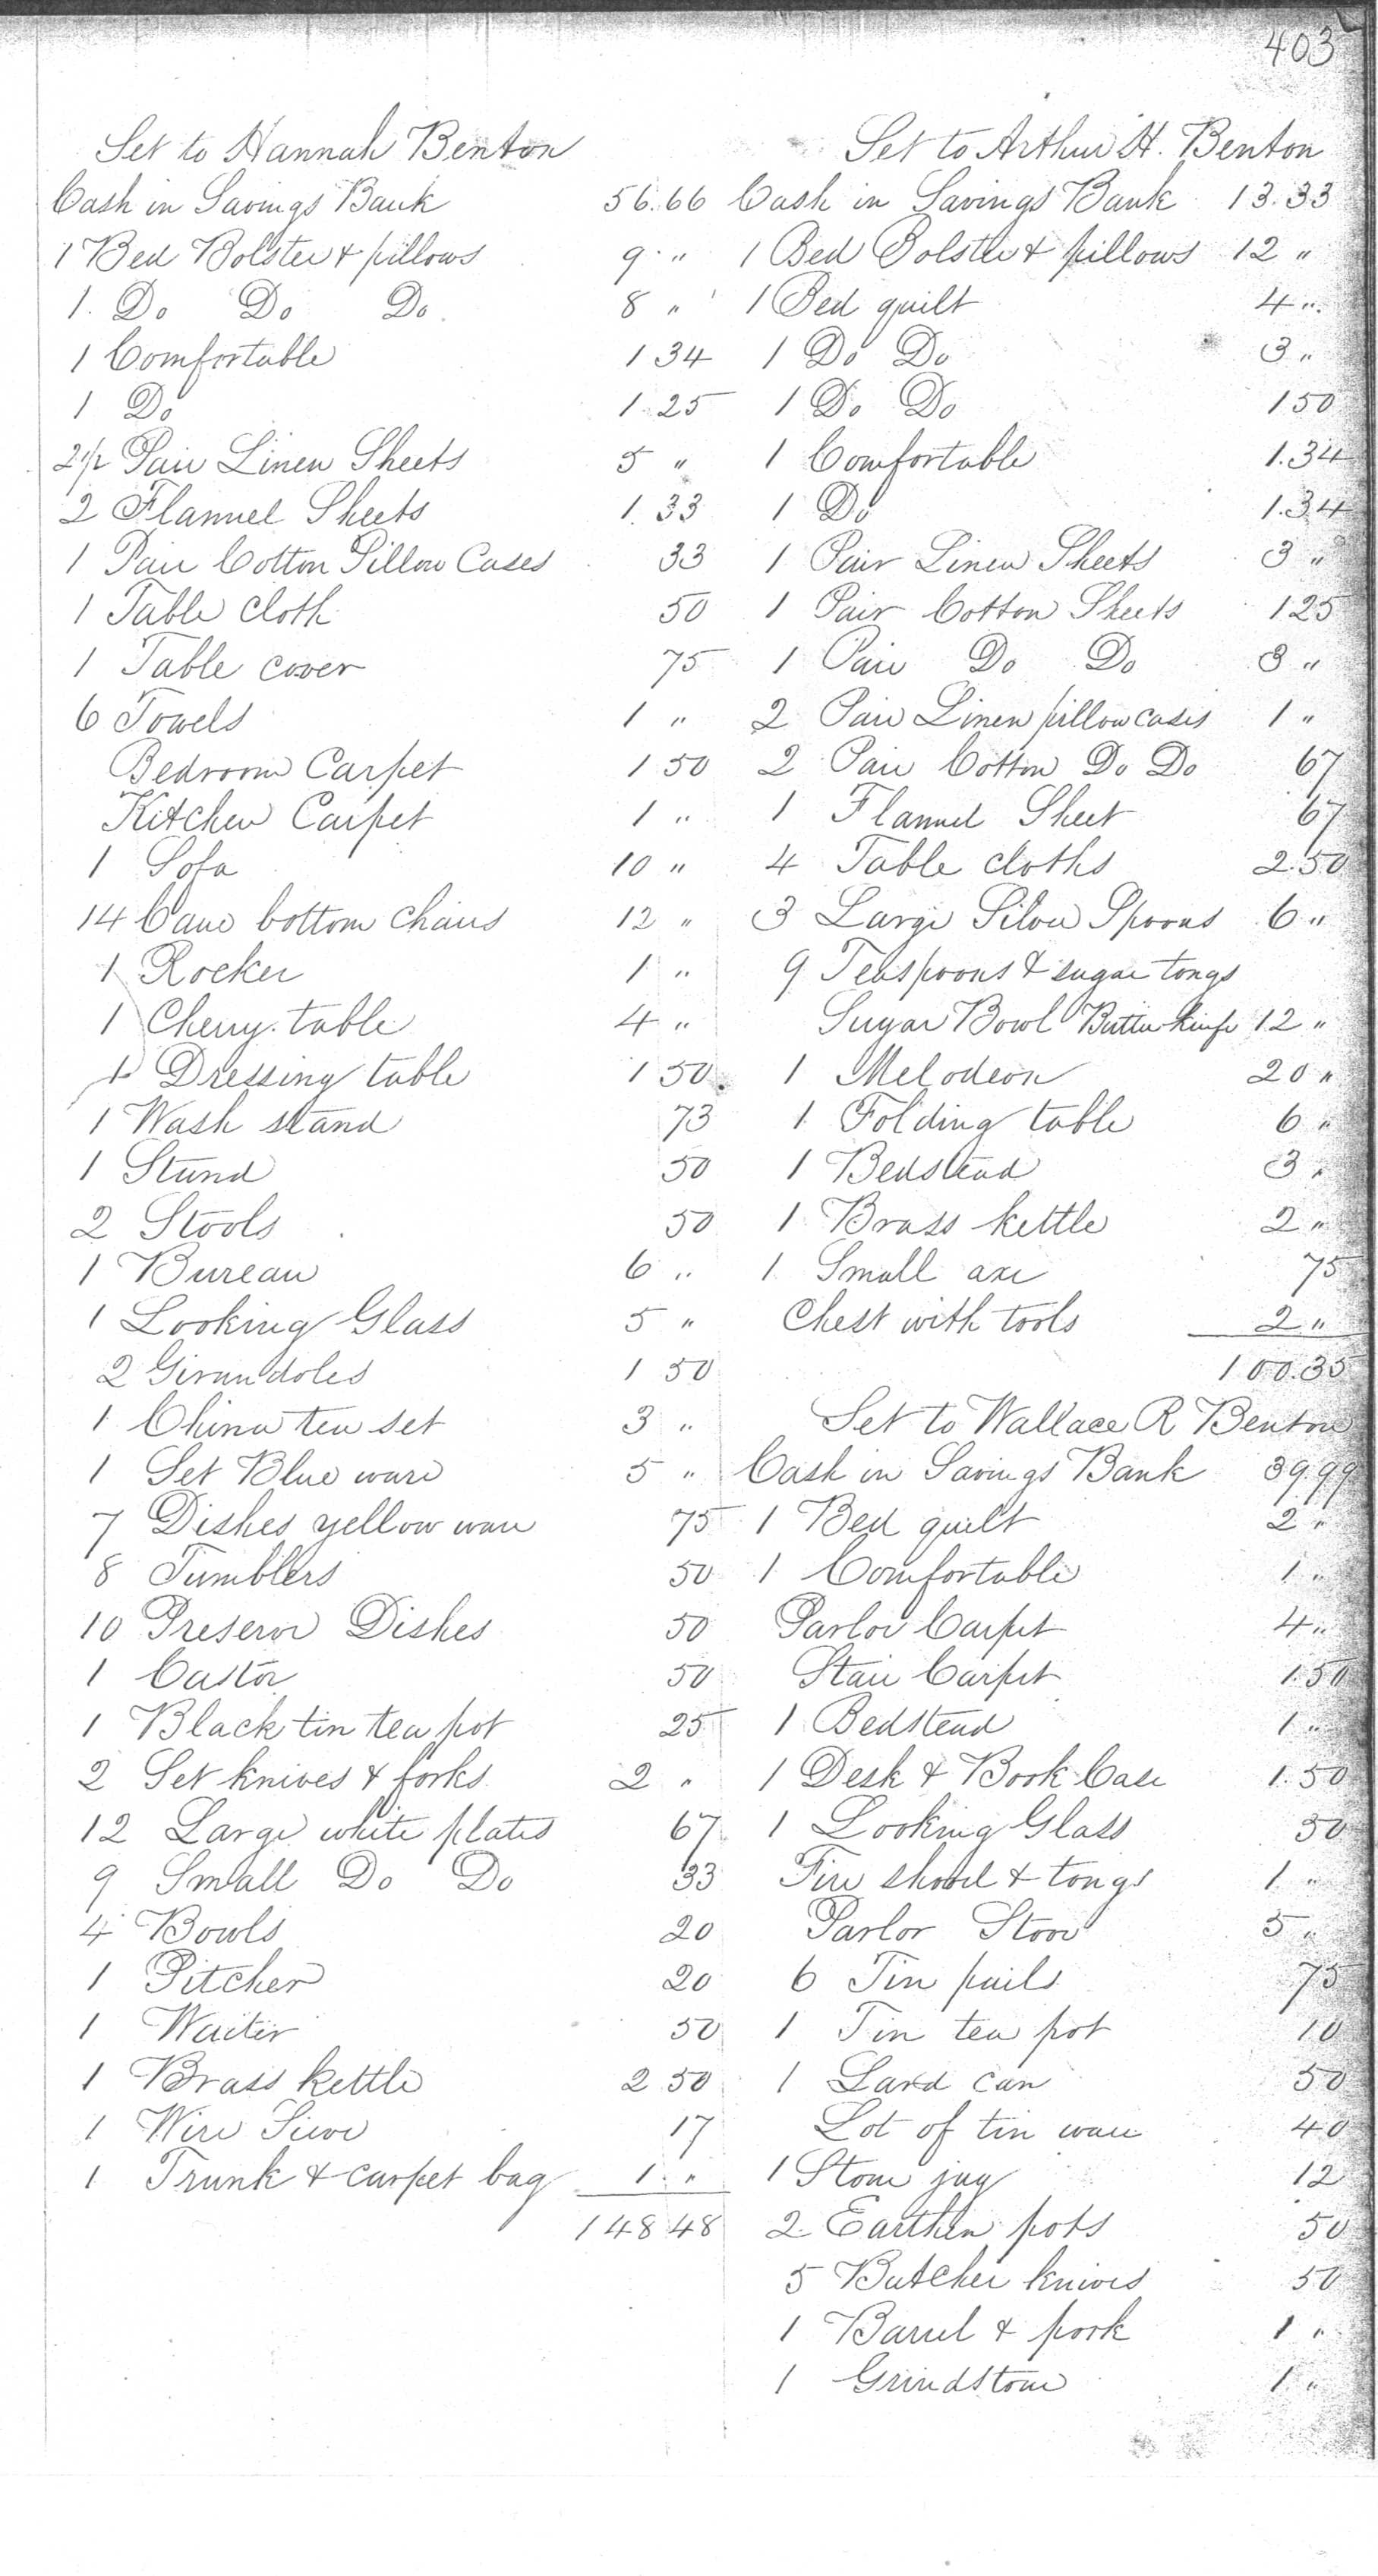 403
Set to Hannah Benton
Cash in Savings Bank 56.66
1 Bed Bolster & pillows 9 "
1 Do Do Do 8 "
1 Comfortable 1 34
1 Do 1.25
2 1/2 Pair Linen Sheets 5 "
2 Flannel Sheets 1.33
1 Pair Cotton Pillow Cases 33
1 Table cloth 50
1 Table cover 75
6 Towels 1 "
Bedroom Carpet 1 50
Kitchen Carpet 1 "
1 Sofa 10 "
14 Cane bottom chairs 12 "
1 Rocker 1 "
1 Cherry table 4 "
1 Dressing table 1 50
1 Wash stand 73
1 Stand 50
2 Stools 50
1 Bureau 6 "
1 Looking Glass 5 "
2 Girandoles 1 50
1 China tea set 3 "
1 Set Blue ware 5 "
7 Dishes yellow ware 75
8 Tumblers 50
10 Preserve Dishes 50
1 Castor 50
1 Black tin tea pot 25
2 Set knives & forks 2 "
12 Large white plates 67
9 Small Do Do 33
4 Bowls 20
1 Pitcher 20
1 Waiter 50
1 Brass kettle 2 50
1 Wire Sieve 17
1 Trunk & carpet bag 1 "
148 48
Set to Arthur H. Benton
Cash in Savings Bank 13.33
1 Bed Bolster & pillows 12 "
1 Bed quilt 4 "
1 Do Do 3 "
1 Do Do 1 50
1 Comfortable 1.34
1 Do 1.34
1 Pair Linen Sheets 3 "
1 Pair Cotton Sheets 1 25
1 Pair Do Do 3 "
2 Pair Linen pillow cases 1 "
2 Pair Cotton Do Do 67
1 Flannel Sheet 67
4 Table cloths 2.50
3 Large Silver Spoons 6 "
9 Teaspoons & sugar tongs
Sugar Bowl Butter knife 12 "
1 Melodeon 20 "
1 Folding table 6 "
1 Bedstead 3 "
1 Brass kettle 2 "
1 Small axe 75
Chest with tools 2 "
100.35
Set to Wallace R Benton
Cash in Savings Bank 39.99
1 Bed quilt 2 "
1 Comfortable 1 "
Parlor Carpet 4 "
Stair Carpet 1.50
1 Bedstead 1 "
1 Desk & Book Case 1.50
1 Looking Glass 50
Fire shovel & tongs 1 "
Parlor Stove 5 "
6 Tin pails 75
1 Tin tea pot 10
1 Lard can 50
Lot of tin ware 40
1 Stone jug 12
2 Earthen pots 50
5 Butcher knives 50
1 Barrel & pork 1 "
1 Grindstone 1 "